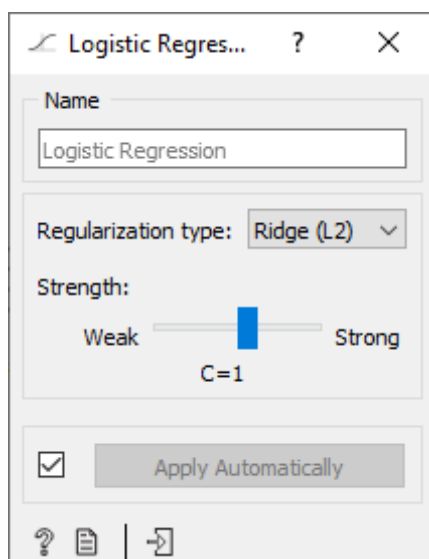 Logistic Regres... ? 
Name
Logistic Regression
Regularization type: Ridge (L2)
Strength:
Weak Strong
C=1
Apply Automatically
?